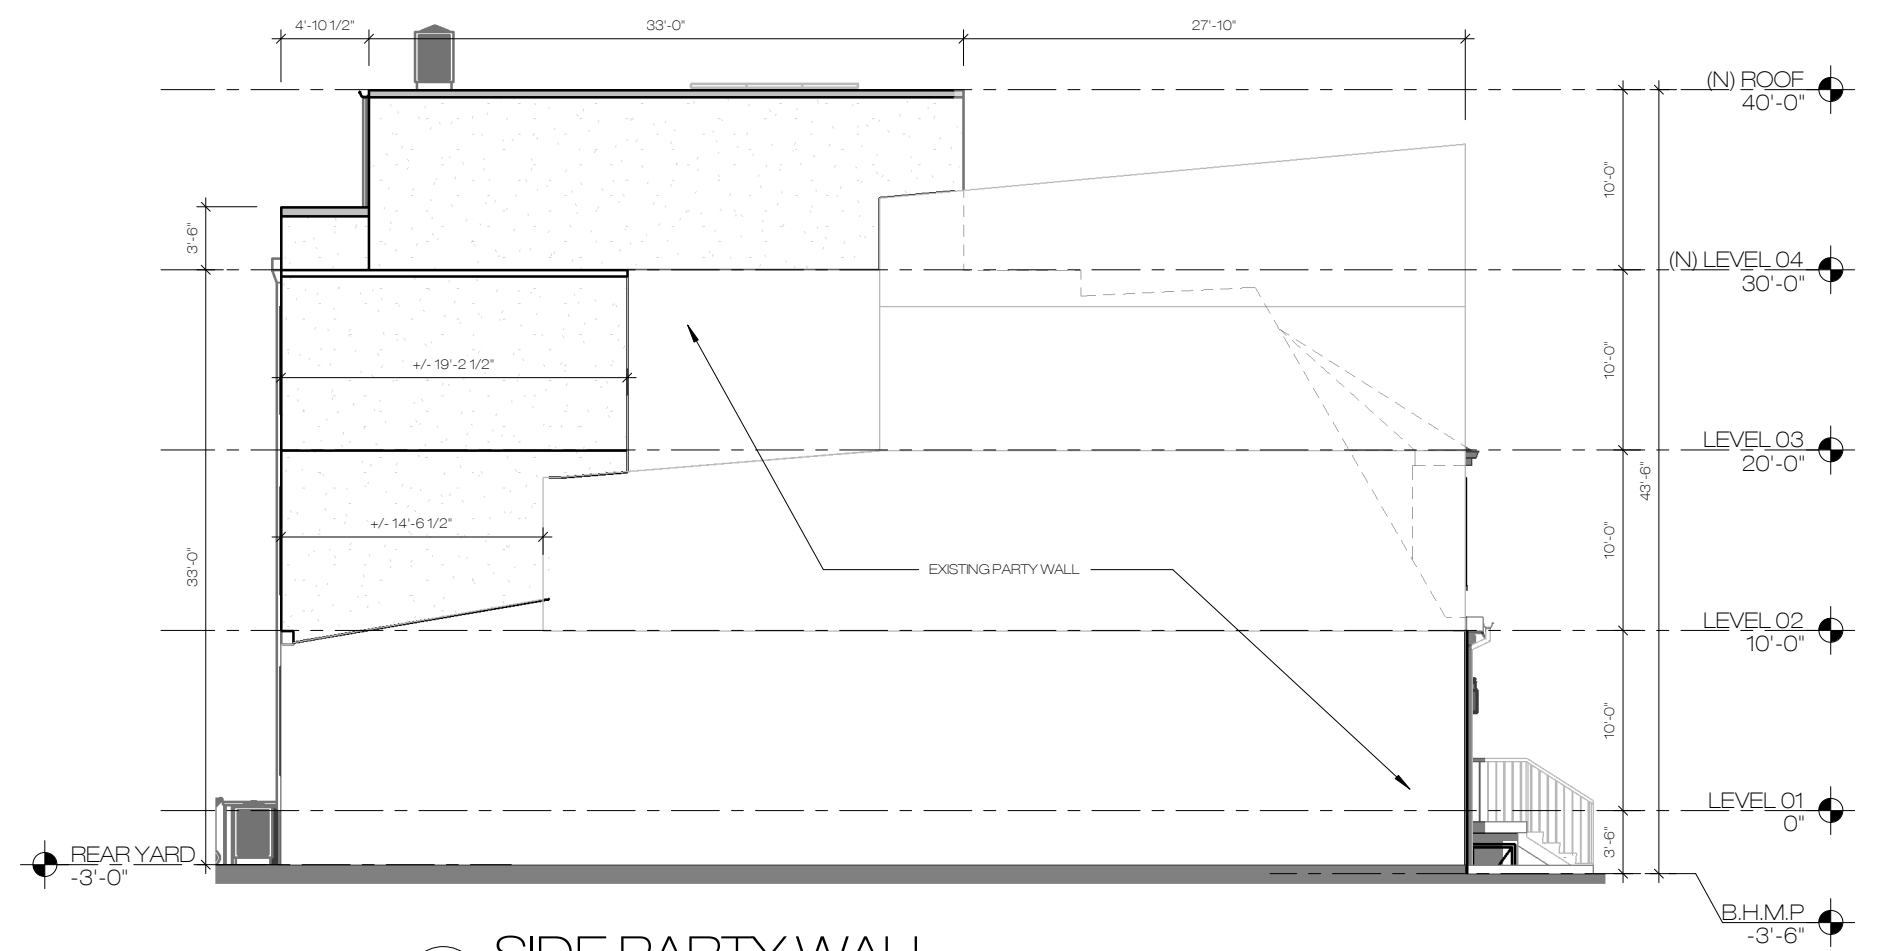 4'-10 1/2"
33'-0"
27'-10"
(N) ROOF
40'-0"
10'-0"
3'-6"
(N) LEVEL 04
30'-0"
10'-0"
+/- 19'-2 1/2"
LEVEL 03
20'-0"
43'-6"
+/- 14'-6 1/2"
10'-0"
33'-0"
EXISTING PARTY WALL
LEVEL 02
10'-0"
10'-0"
LEVEL 01
0"
3'-6"
REAR YARD
-3'-0"
B.H.M.P
-3'-6"
SIDE PARTY WALL